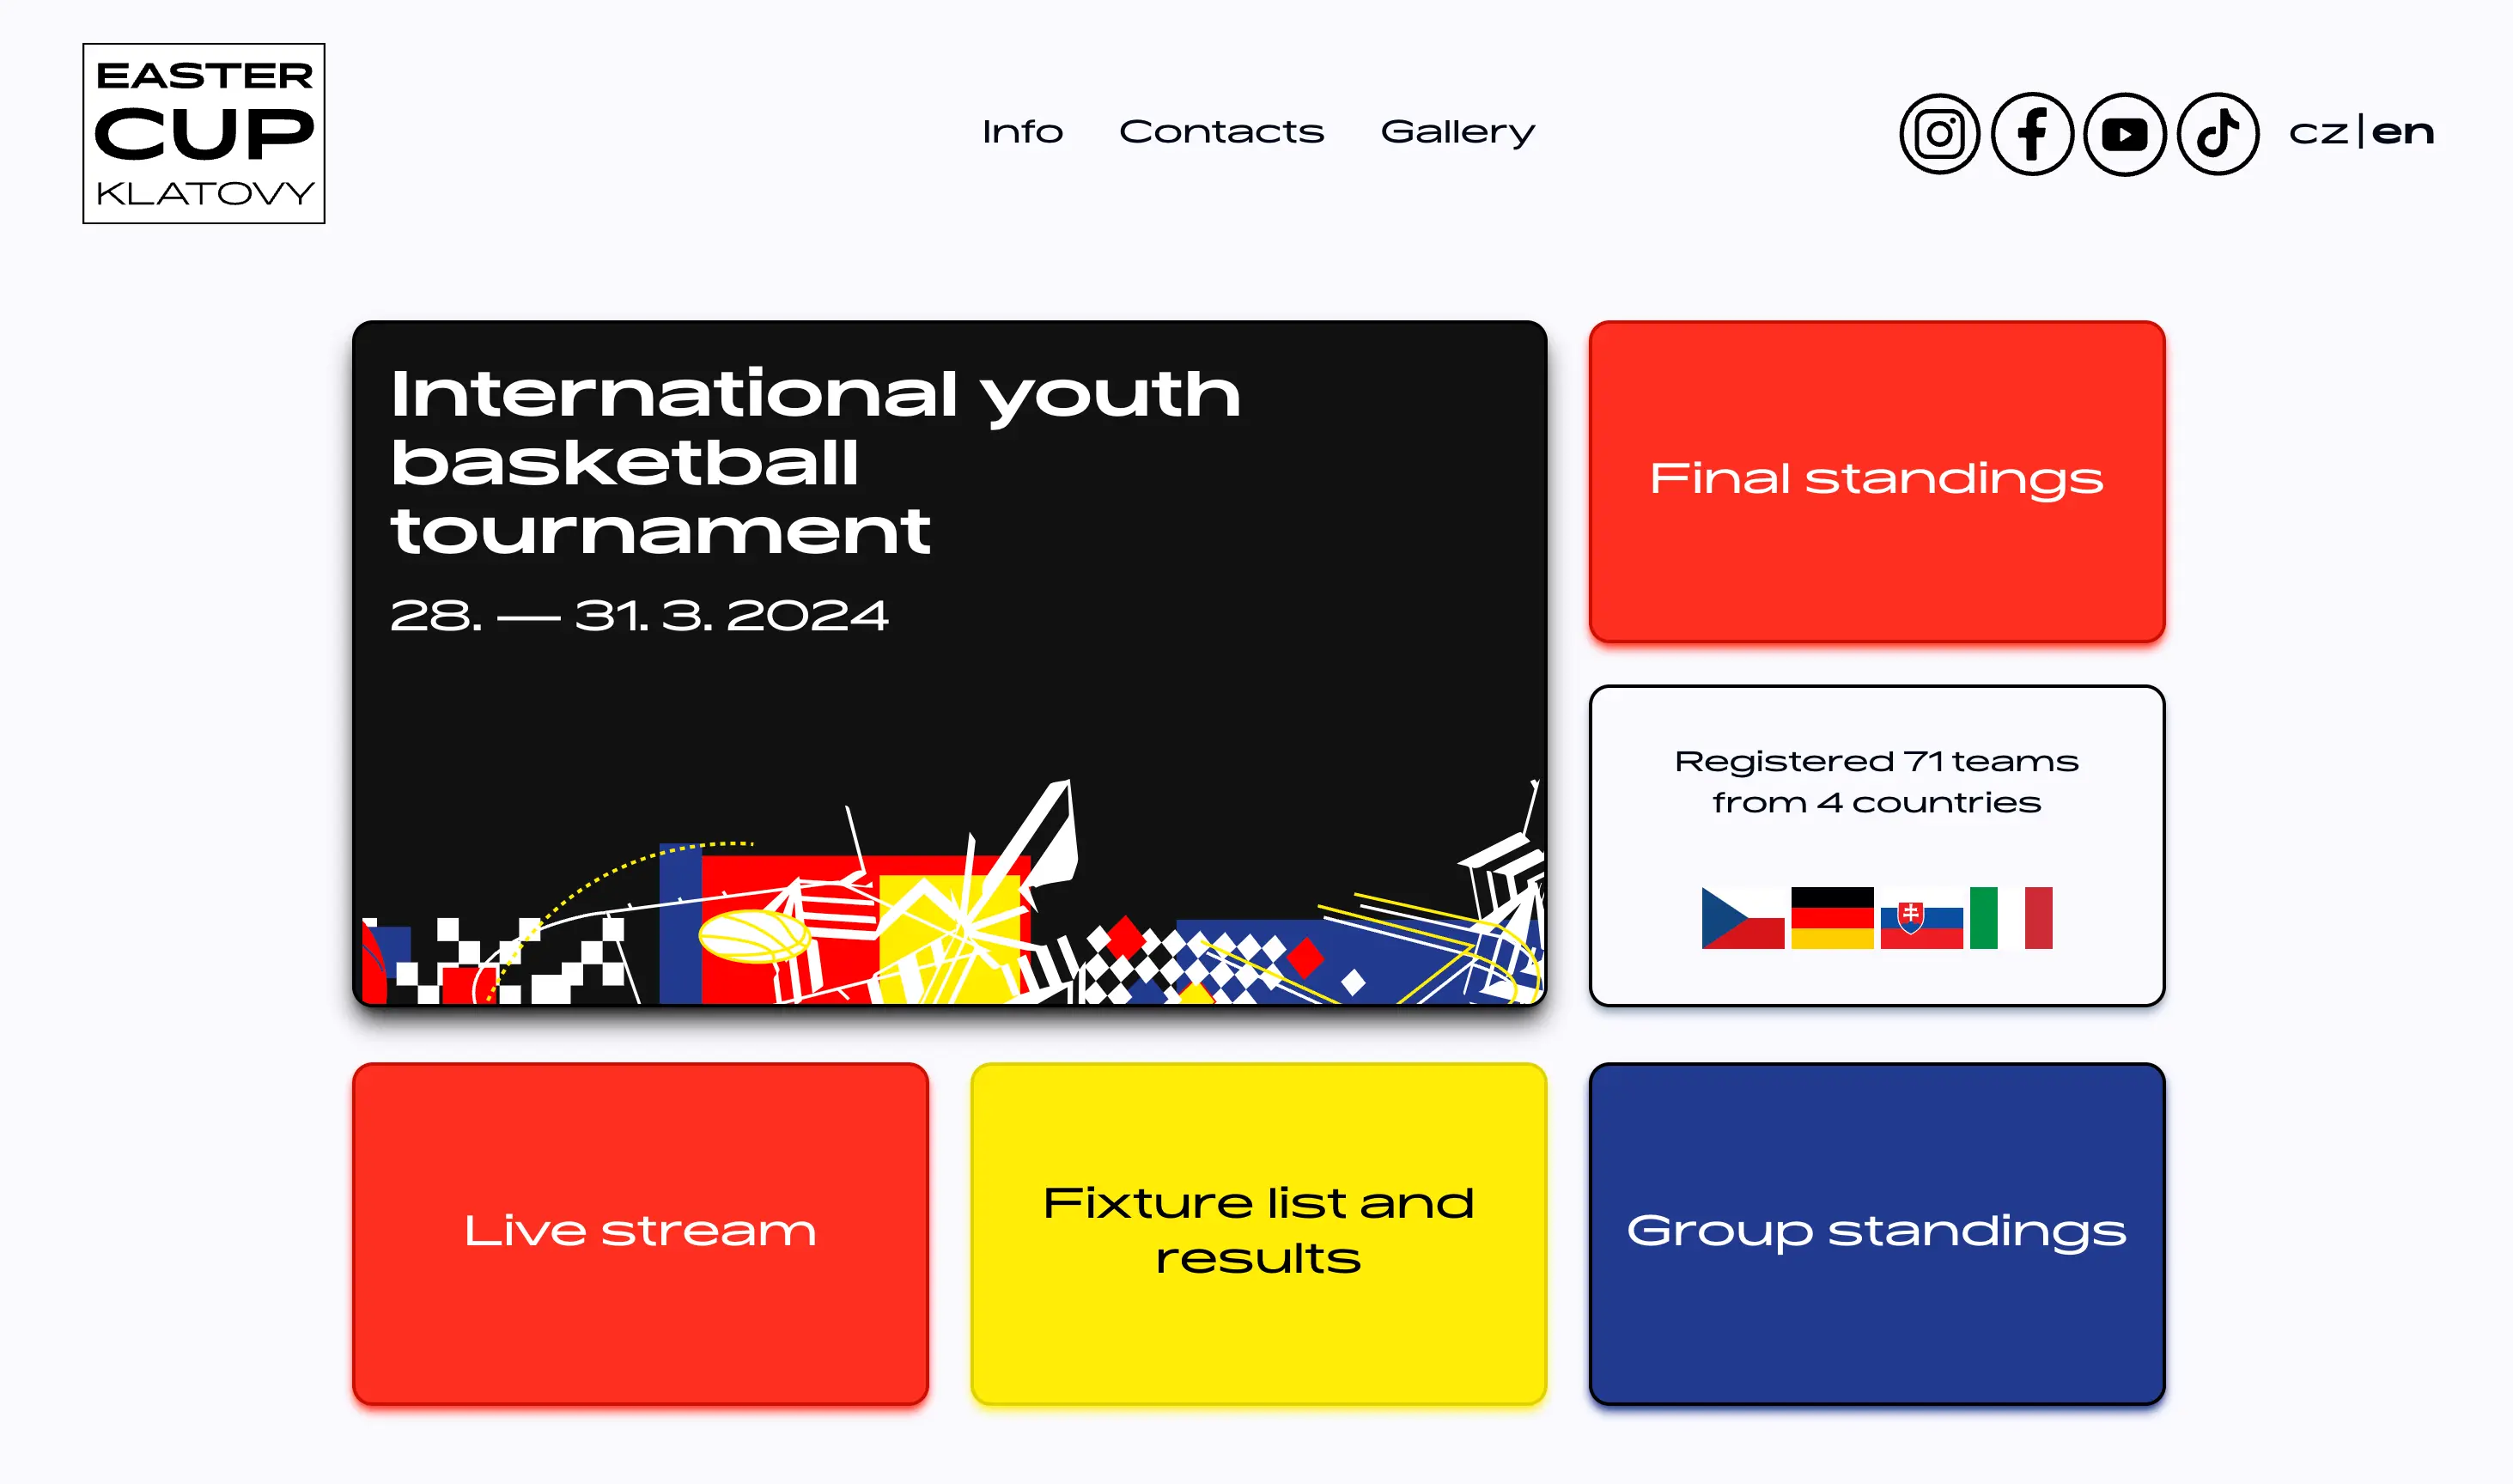 EASTER
CUP
KLATOVY
Info Contacts Gallery
cz|en
International youth
basketball
tournament
28. — 31. 3. 2024
Final standings
Registered 71 teams
from 4 countries
Live stream
Fixture list and
results
Group standings